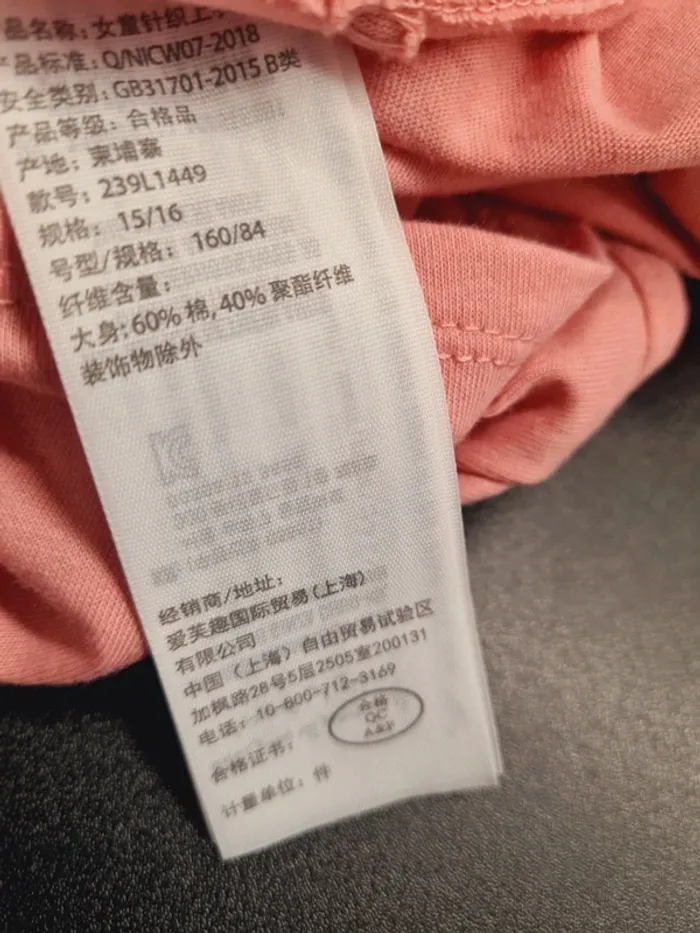 品名称: 女童针织上
产品标准: Q/NICW07-2018
安全类别: GB31701-2015 B类
产品等级: 合格品
产地: 柬埔寨
款号: 239L1449
规格: 15/16
号型/规格: 160/84
纤维含量:
大身: 60% 棉, 40% 聚酯纤维
装饰物除外
经销商/地址:
爱芙趣国际贸易(上海)
有限公司
中国 (上海) 自由贸易试验区
加枫路28号5层2505室200131
电话: 10-800-712-3169
合格证书:
合格
QC
A&F
计量单位: 件